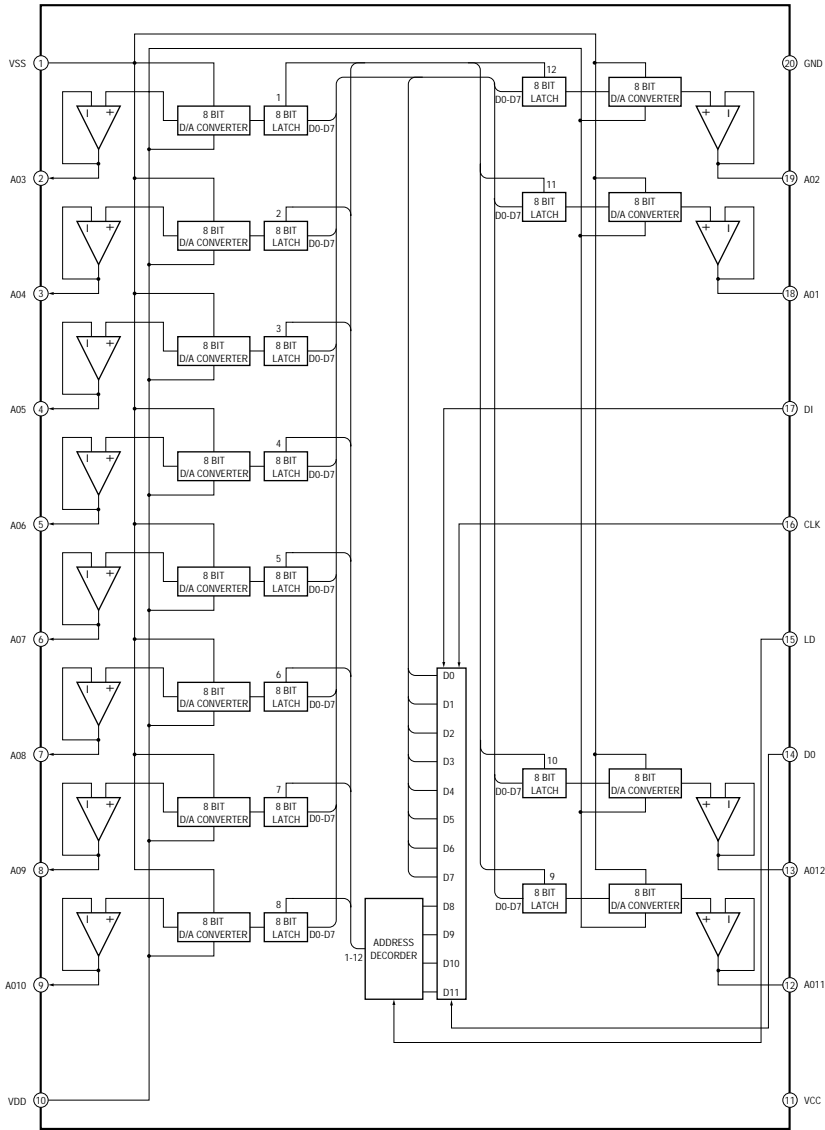 12
VSS 1 20 GND
1
8 BIT D/A CONVERTER 8 BIT LATCH D0-D7 D0-D7 8 BIT LATCH 8 BIT D/A CONVERTER
A03 2 19 A02
2 11
8 BIT D/A CONVERTER 8 BIT LATCH D0-D7 D0-D7 8 BIT LATCH 8 BIT D/A CONVERTER
A04 3 18 A01
3
8 BIT D/A CONVERTER 8 BIT LATCH D0-D7
A05 4 17 DI
4
8 BIT D/A CONVERTER 8 BIT LATCH D0-D7
A06 5 16 CLK
5
8 BIT D/A CONVERTER 8 BIT LATCH D0-D7
A07 6 15 LD
6
8 BIT D/A CONVERTER 8 BIT LATCH D0-D7
D0
D1
D2
A08 7 14 D0
D3
7 10
D4
8 BIT D/A CONVERTER 8 BIT LATCH D0-D7 D0-D7 8 BIT LATCH 8 BIT D/A CONVERTER
D5
D6
A09 8 13 A012
D7
8 9
D8
8 BIT D/A CONVERTER 8 BIT LATCH D0-D7 D0-D7 8 BIT LATCH 8 BIT D/A CONVERTER
D9
ADDRESS DECORDER
1-12
D10
A010 9 12 A011
D11
VDD 10 11 VCC